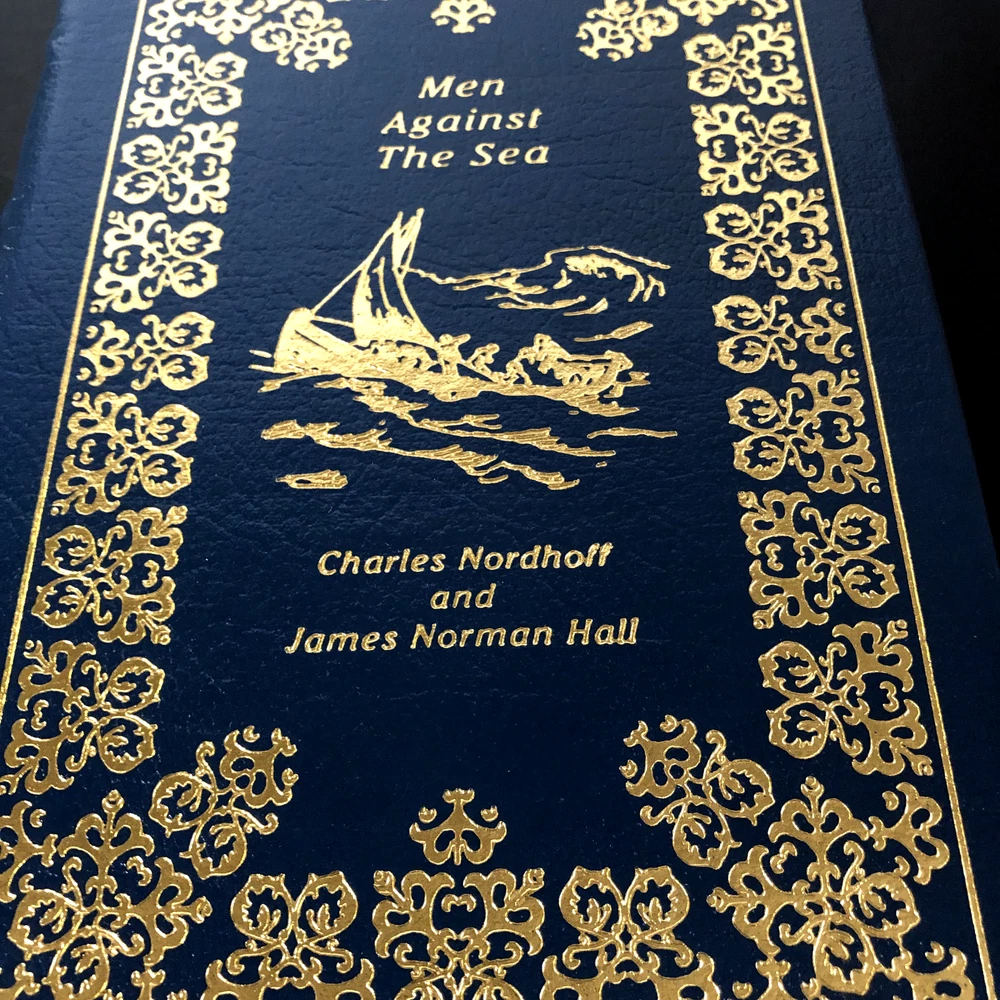 Men
Against
The Sea
Charles Nordhoff
and
James Norman Hall